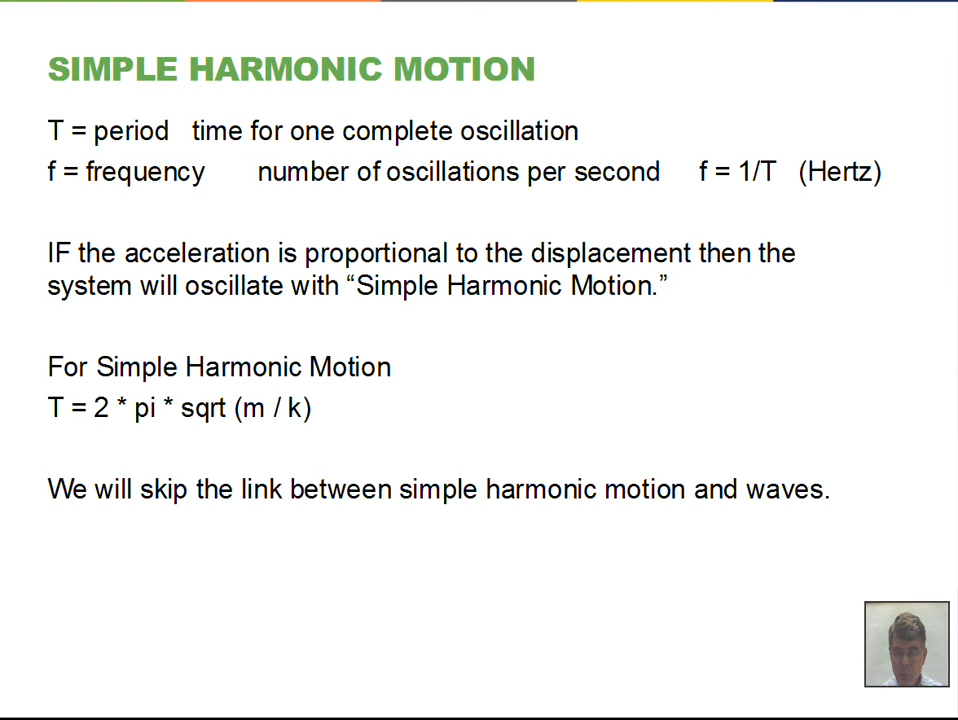 SIMPLE HARMONIC MOTION
T = period time for one complete oscillation
f = frequency number of oscillations per second f = 1/T (Hertz)
IF the acceleration is proportional to the displacement then the
system will oscillate with “Simple Harmonic Motion.”
For Simple Harmonic Motion
T = 2 * pi * sqrt (m / k)
We will skip the link between simple harmonic motion and waves.